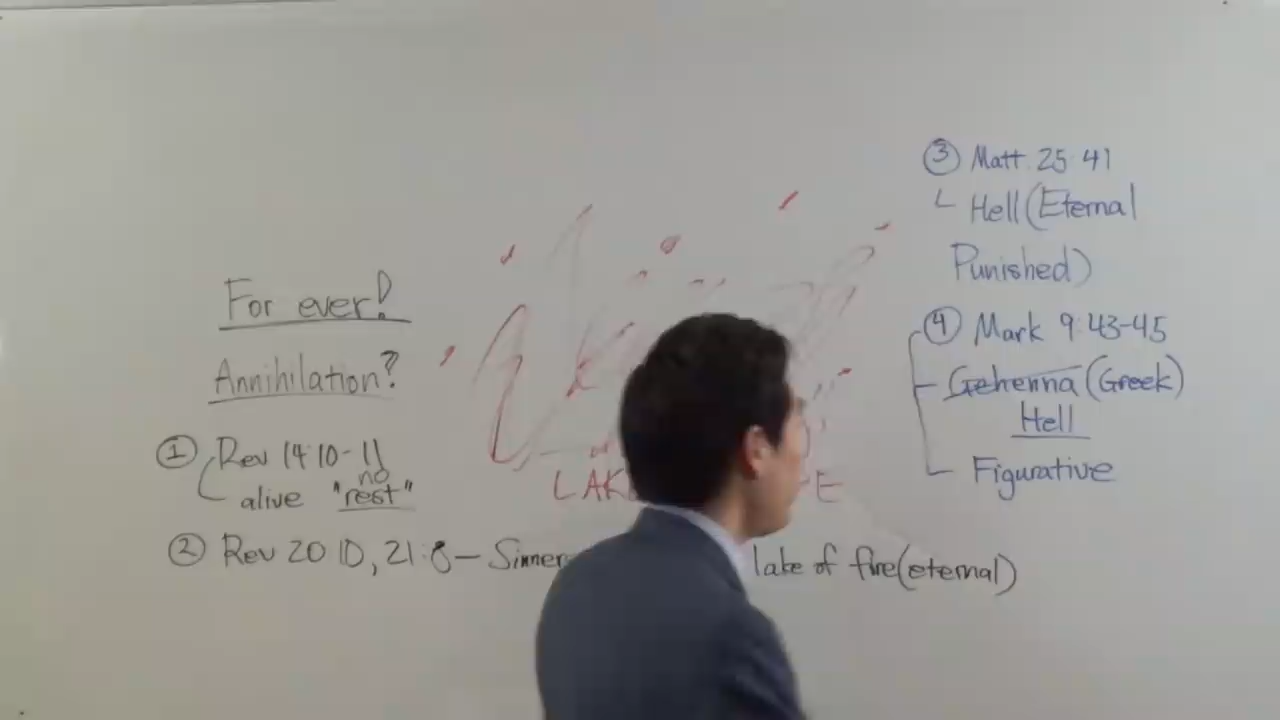 For ever!
Annihilation?
① Rev 14:10-11
no
alive "rest"
② Rev 20:10, 21:8 — Sinner lake of fire (eternal)
LAK E
③ Matt. 25:41
Hell (Eternal
Punished)
④ Mark 9:43-45
Gehenna (Greek)
Hell
Figurative